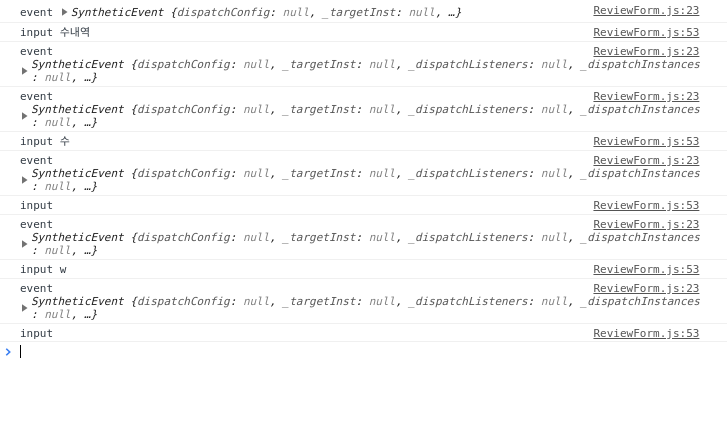 event ▶SyntheticEvent {dispatchConfig: null, _targetInst: null, …} ReviewForm.js:23
input 수내역 ReviewForm.js:53
event ReviewForm.js:23
▶SyntheticEvent {dispatchConfig: null, _targetInst: null, _dispatchListeners: null, _dispatchInstances
: null, …}
event ReviewForm.js:23
▶SyntheticEvent {dispatchConfig: null, _targetInst: null, _dispatchListeners: null, _dispatchInstances
: null, …}
input 수 ReviewForm.js:53
event ReviewForm.js:23
▶SyntheticEvent {dispatchConfig: null, _targetInst: null, _dispatchListeners: null, _dispatchInstances
: null, …}
input ReviewForm.js:53
event ReviewForm.js:23
▶SyntheticEvent {dispatchConfig: null, _targetInst: null, _dispatchListeners: null, _dispatchInstances
: null, …}
input w ReviewForm.js:53
event ReviewForm.js:23
▶SyntheticEvent {dispatchConfig: null, _targetInst: null, _dispatchListeners: null, _dispatchInstances
: null, …}
input ReviewForm.js:53